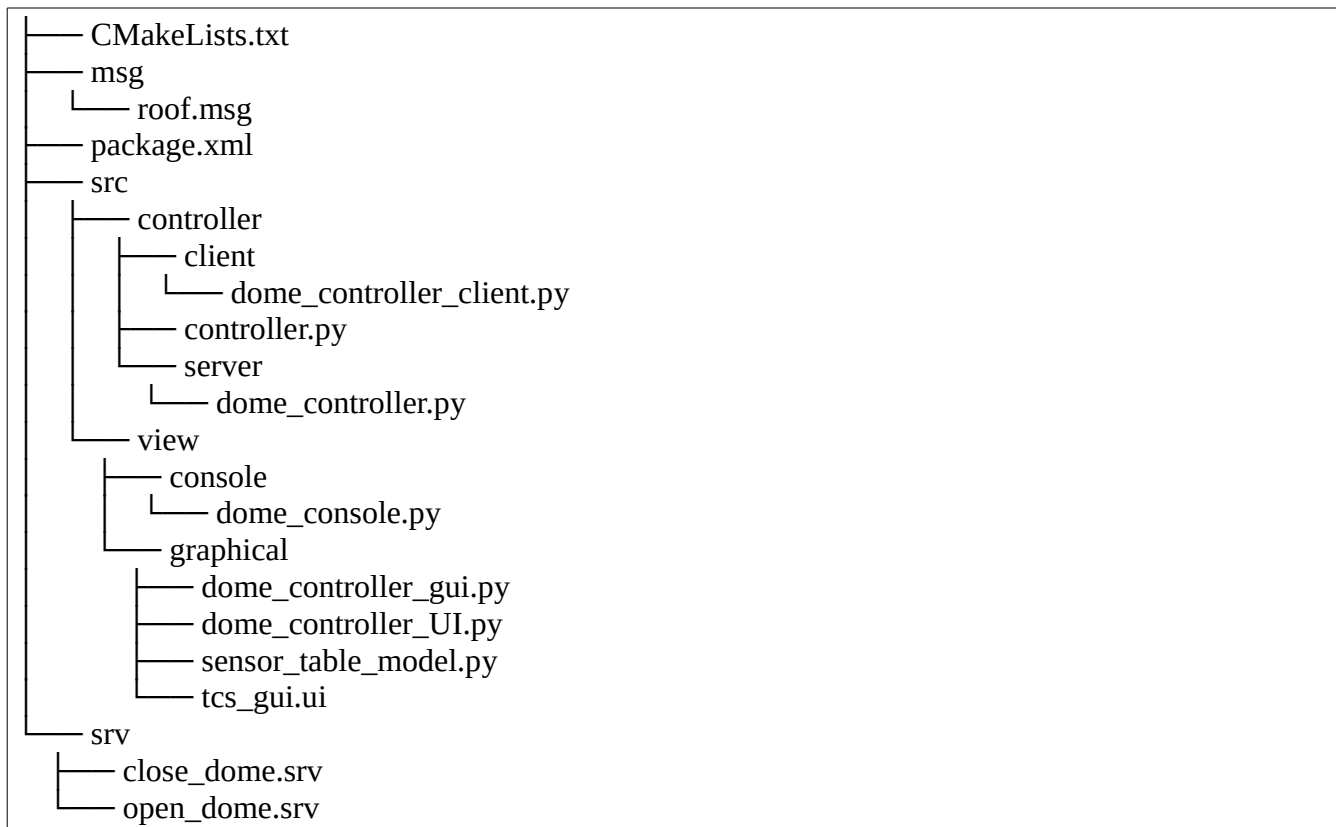 CMakeLists.txt
msg
roof.msg
package.xml
src
controller
client
dome_controller_client.py
controller.py
server
dome_controller.py
view
console
dome_console.py
graphical
dome_controller_gui.py
dome_controller_UI.py
sensor_table_model.py
tcs_gui.ui
srv
close_dome.srv
open_dome.srv